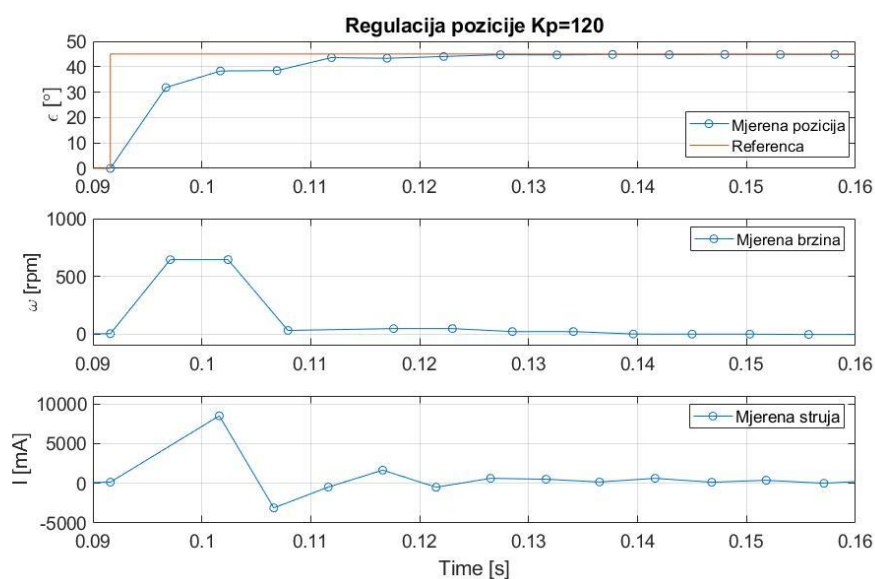 Regulacija pozicije Kp=120
50
40
30
20
10
0
ϵ [°]
Mjerena pozicija
Referenca
0.09 0.1 0.11 0.12 0.13 0.14 0.15 0.16
1000
500
0
ω [rpm]
Mjerena brzina
0.09 0.1 0.11 0.12 0.13 0.14 0.15 0.16
10000
5000
0
-5000
I [mA]
Mjerena struja
0.09 0.1 0.11 0.12 0.13 0.14 0.15 0.16
Time [s]